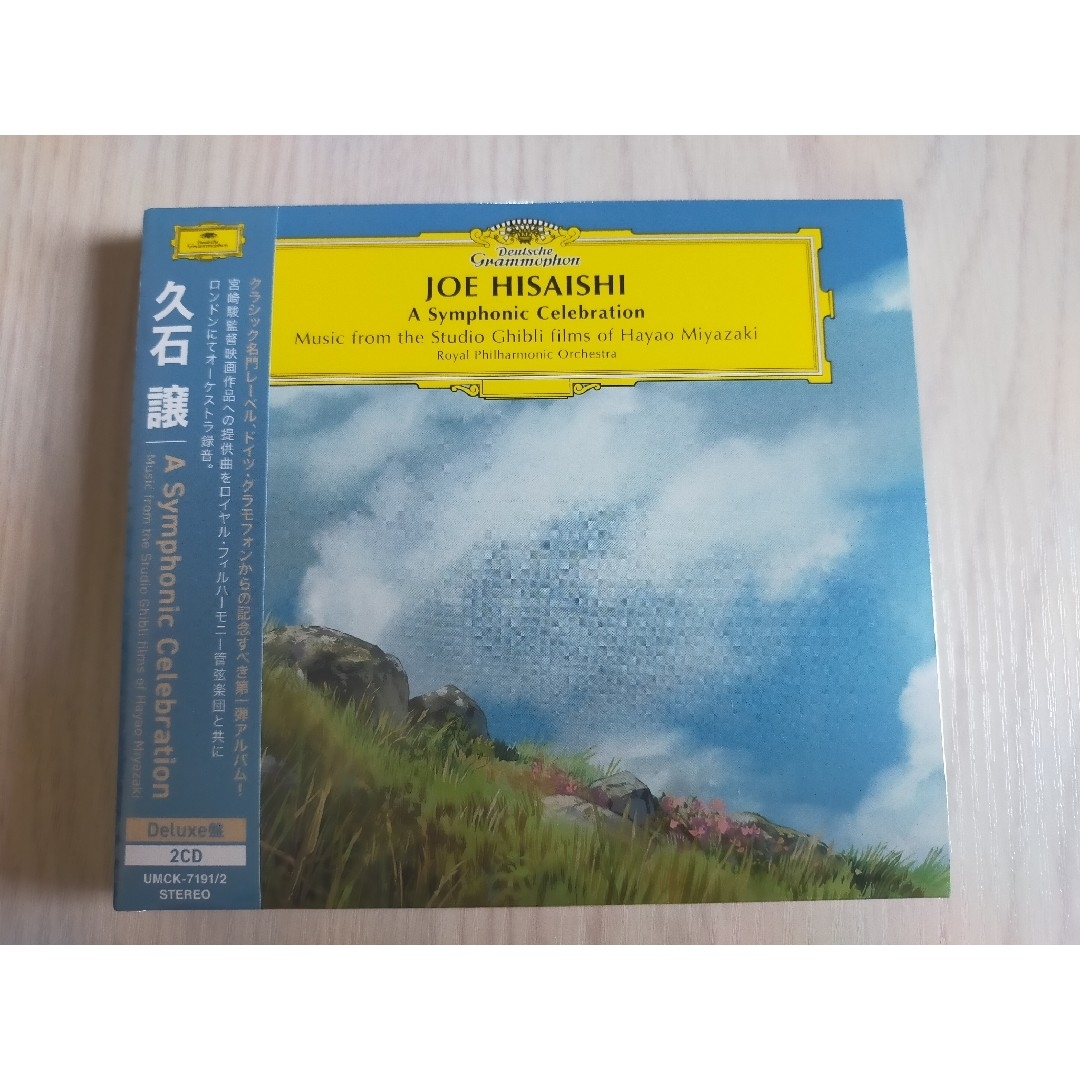 Deutsche
Grammophon
JOE HISAISHI
A Symphonic Celebration
Music from the Studio Ghibli films of Hayao Miyazaki
Royal Philharmonic Orchestra
Deutsche
Grammophon
久石 譲
A Symphonic Celebration
Music from the Studio Ghibli films of Hayao Miyazaki
クラシック名門レーベル、ドイツ・グラモフォンからの記念すべき第一弾アルバム!
宮崎駿監督映画作品への提供曲をロイヤル・フィルハーモニー管弦楽団と共に
ロンドンにてオーケストラ録音。
Deluxe盤
2CD
UMCK-7191/2
STEREO